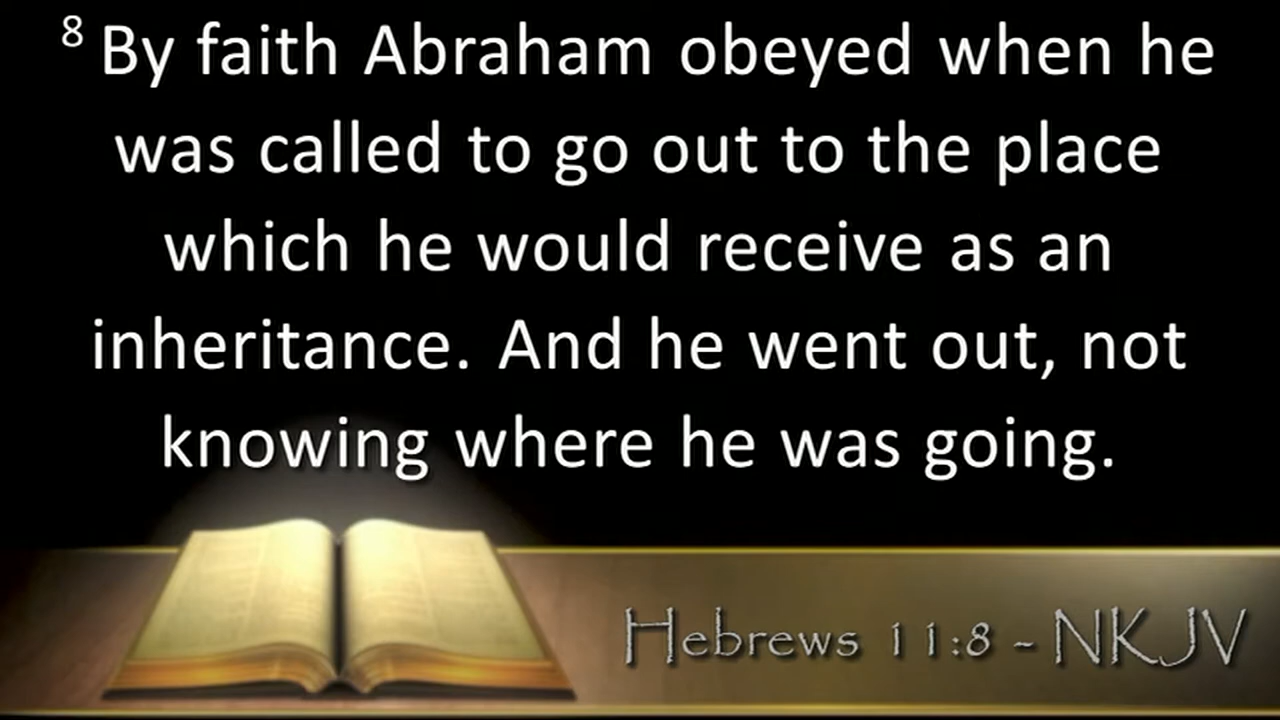 8 By faith Abraham obeyed when he
was called to go out to the place
which he would receive as an
inheritance. And he went out, not
knowing where he was going.
Hebrews 11:8 - NKJV